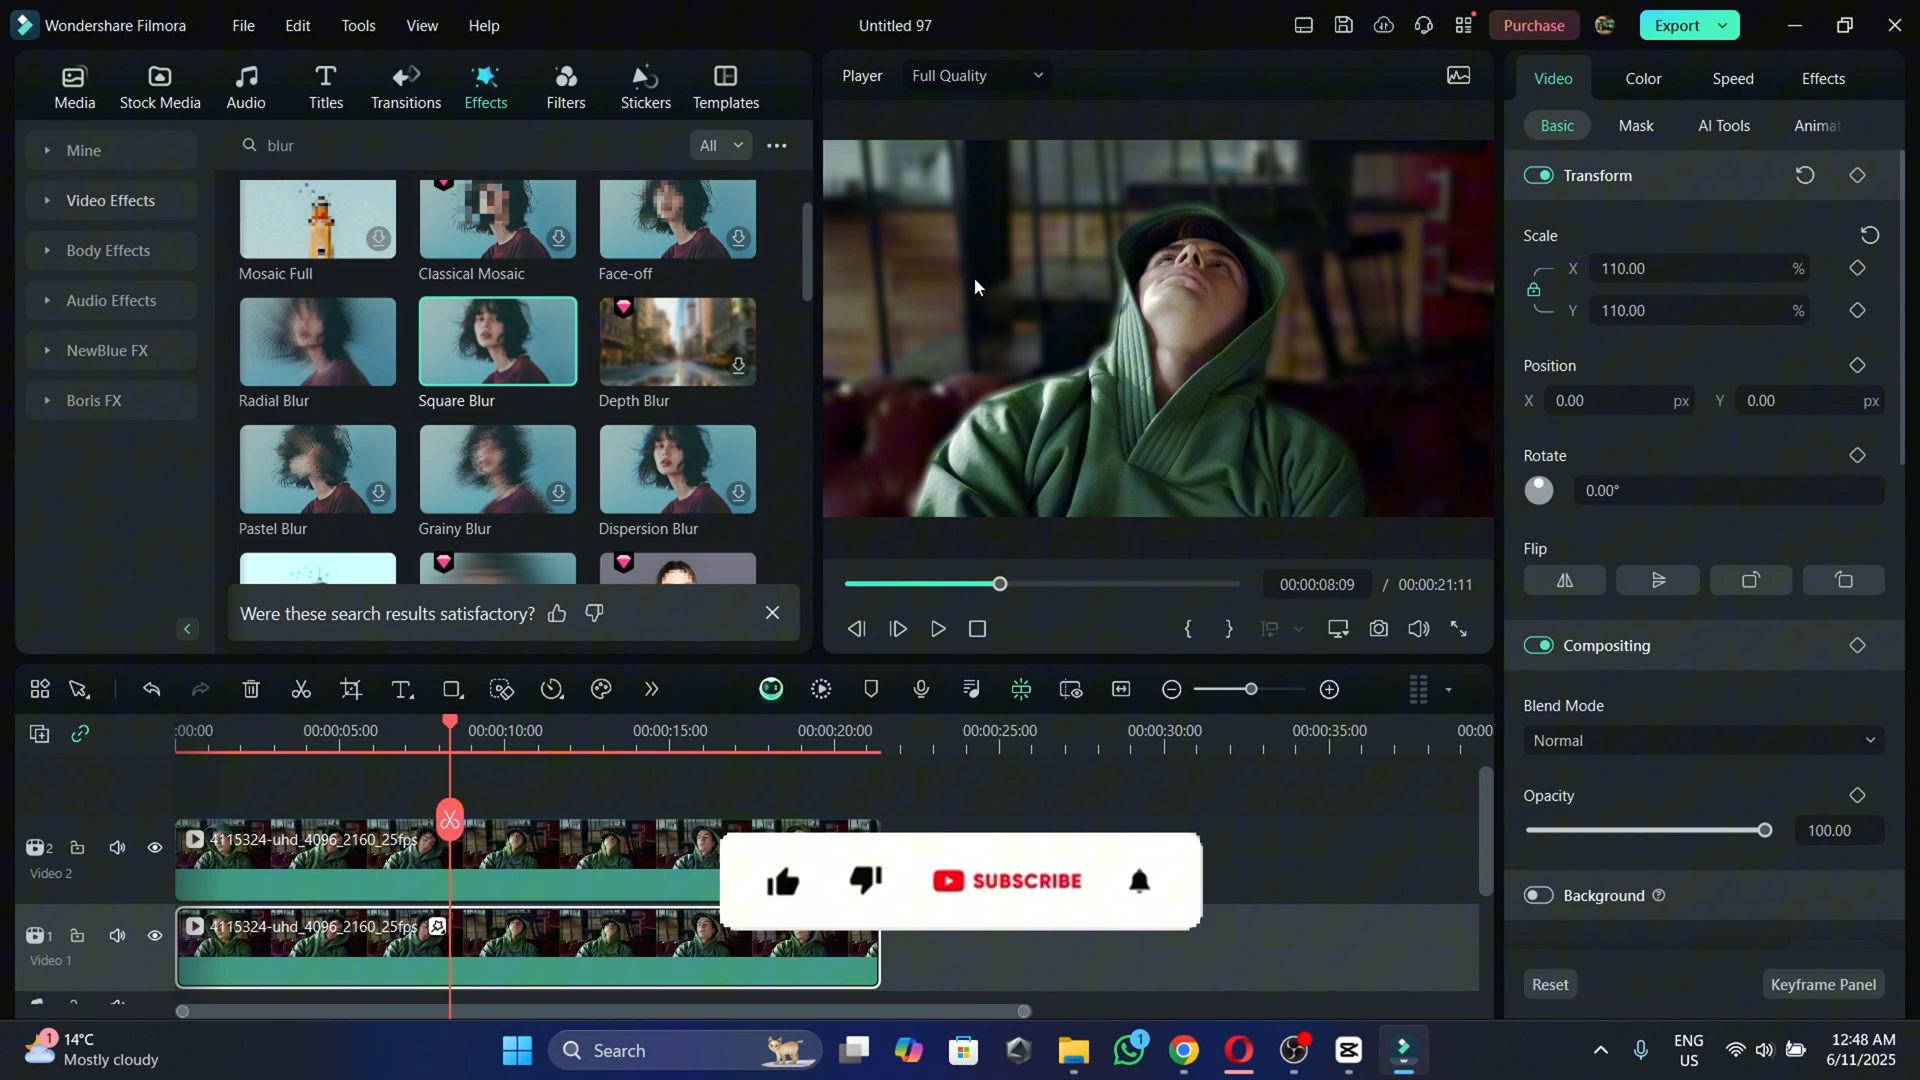 Wondershare Filmora
File
Edit
Tools
View
Help
Untitled 97
Purchase
Export
Media
Stock Media
Audio
Titles
Transitions
Effects
Filters
Stickers
Templates
Player
Full Quality
Video
Color
Speed
Effects
Basic
Mask
AI Tools
Animat
Mine
Video Effects
Body Effects
Audio Effects
NewBlue FX
Boris FX
blur
All
Mosaic Full
Classical Mosaic
Face-off
Radial Blur
Square Blur
Depth Blur
Pastel Blur
Grainy Blur
Dispersion Blur
Were these search results satisfactory?
00:00:08:09 / 00:00:21:11
Transform
Scale
X 110.00 %
Y 110.00 %
Position
X 0.00 px Y 0.00 px
Rotate
0.00°
Flip
Compositing
Blend Mode
Normal
Opacity
100.00
Background
Reset
Keyframe Panel
:00:00 00:00:05:00 00:00:10:00 00:00:15:00 00:00:20:00 00:00:25:00 00:00:30:00 00:00:35:00 00:00
2
Video 2
4115324-uhd_4096_2160_25fps
1
Video 1
4115324-uhd_4096_2160_25fps
SUBSCRIBE
1
14°C
Mostly cloudy
Search
1
ENG
US
12:48 AM
6/11/2025